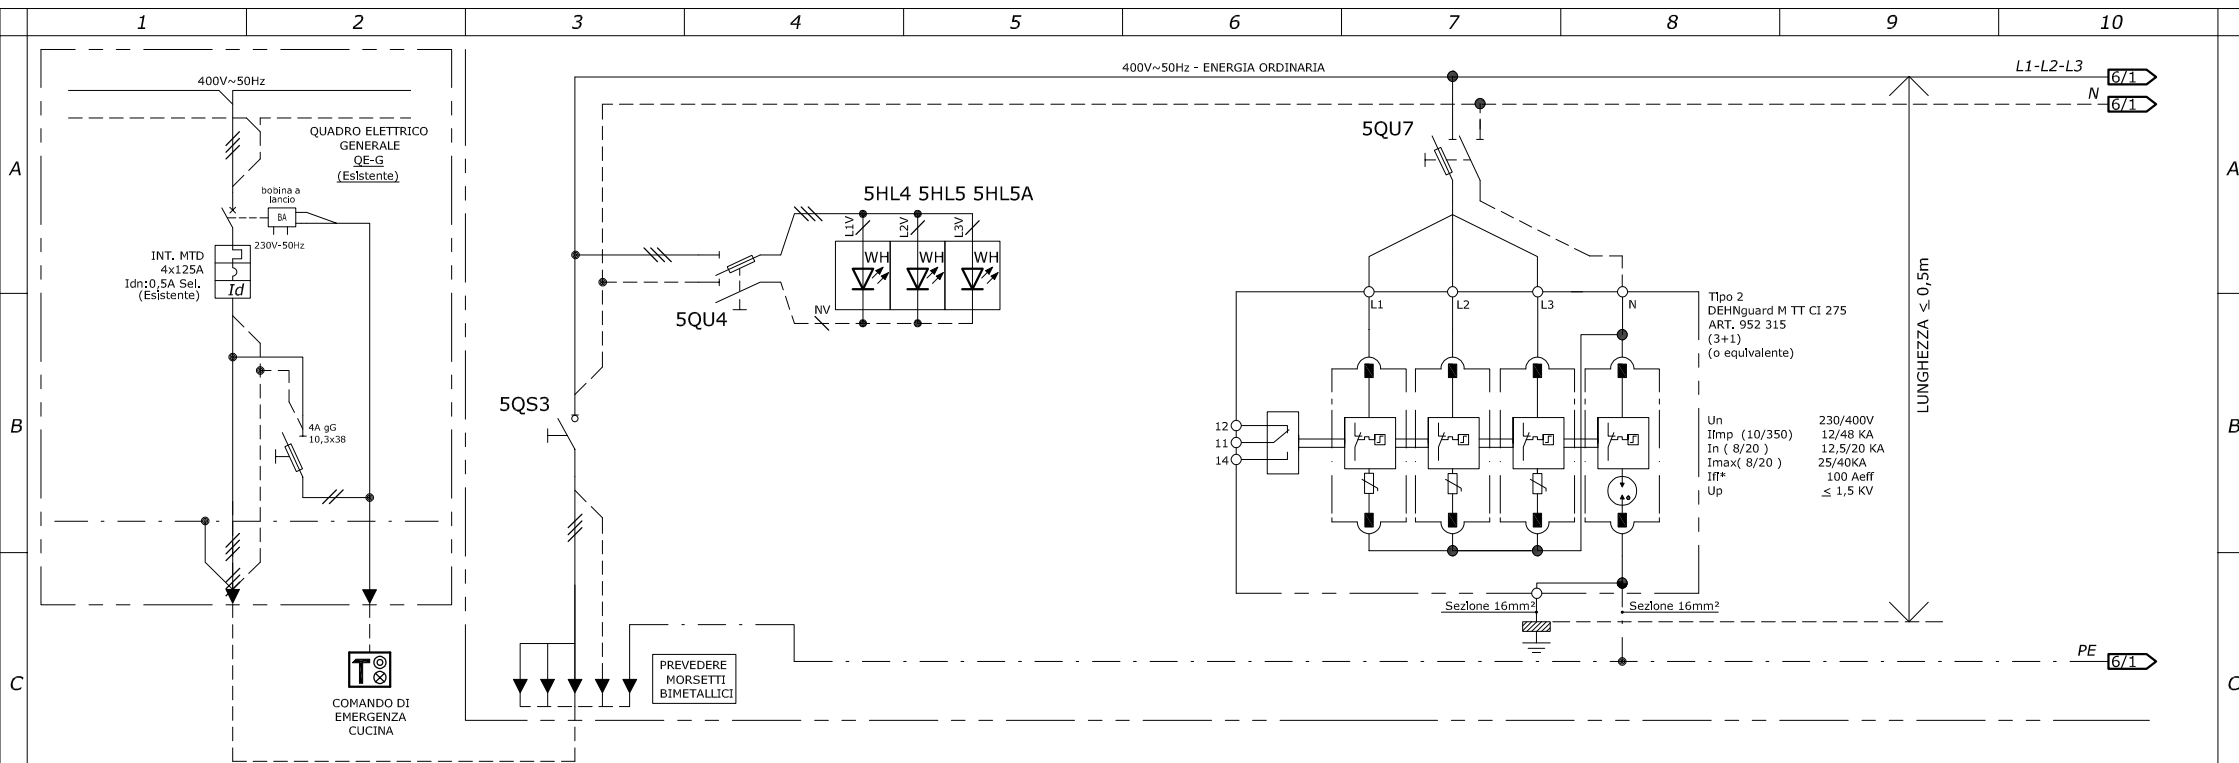 1 2 3 4 5 6 7 8 9 10
A
B
C
A
B
C
400V~50Hz
QUADRO ELETTRICO
GENERALE
QE-G
(Esistente)
bobina a
lancio
BA
230V-50Hz
INT. MTD
4x125A
Idn:0,5A Sel.
(Esistente)
Id
4A gG
10,3x38
T
COMANDO DI
EMERGENZA
CUCINA
5QS3
PREVEDERE
MORSETTI
BIMETALLICI
5QU4
5HL4 5HL5 5HL5A
L1V
L2V
L3V
WH
WH
WH
NV
400V~50Hz - ENERGIA ORDINARIA
L1-L2-L3
6/1
N
6/1
5QU7
L1
L2
L3
N
12
11
14
Tipo 2
DEHNguard M TT CI 275
ART. 952 315
(3+1)
(o equivalente)
Un 230/400V
IImp (10/350) 12/48 KA
In ( 8/20 ) 12,5/20 KA
Imax( 8/20 ) 25/40KA
Ifi* 100 Aeff
Up ≤ 1,5 KV
LUNGHEZZA ≤ 0,5m
Sezione 16mm²
Sezione 16mm²
PE
6/1